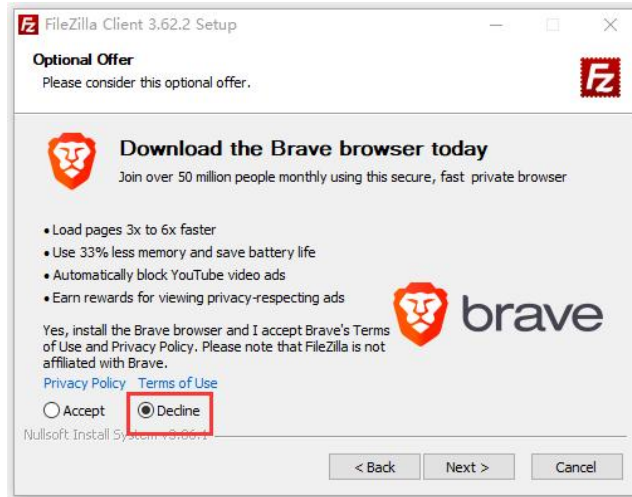 FileZilla Client 3.62.2 Setup
Optional Offer
Please consider this optional offer.
Fz
Download the Brave browser today
Join over 50 million people monthly using this secure, fast private browser
• Load pages 3x to 6x faster
• Use 33% less memory and save battery life
• Automatically block YouTube video ads
• Earn rewards for viewing privacy-respecting ads
brave
Yes, install the Brave browser and I accept Brave's Terms
of Use and Privacy Policy. Please note that FileZilla is not
affiliated with Brave.
Privacy Policy Terms of Use
Accept Decline
Nullsoft Install System
< Back Next > Cancel